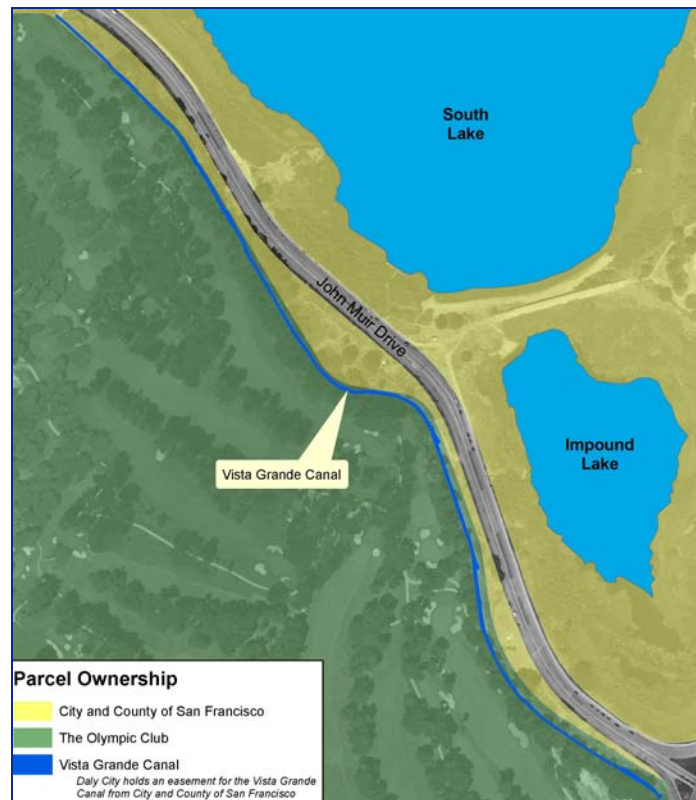 South
Lake
John Muir Drive
Impound
Lake
Vista Grande Canal
Parcel Ownership
City and County of San Francisco
The Olympic Club
Vista Grande Canal
Daly City holds an easement for the Vista Grande
Canal from City and County of San Francisco